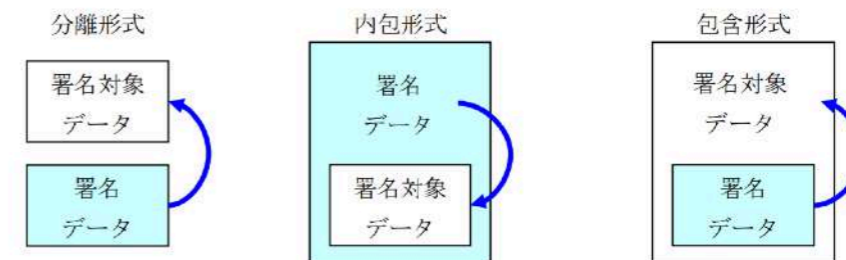 分離形式
署名対象
データ
署名
データ
内包形式
署名
データ
署名対象
データ
包含形式
署名対象
データ
署名
データ